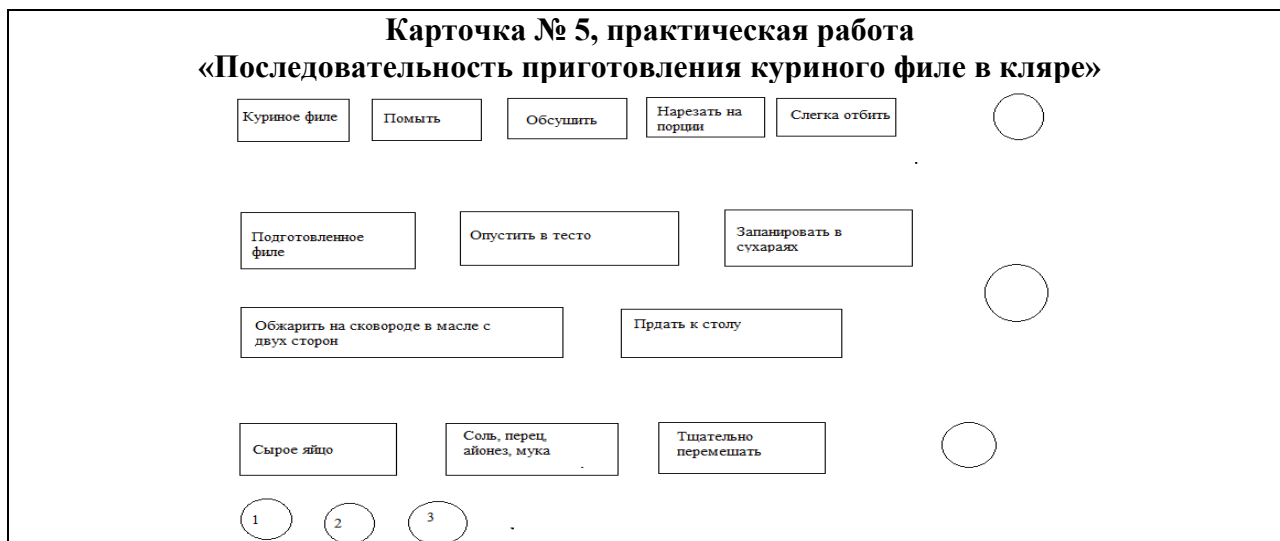 Карточка № 5, практическая работа
«Последовательность приготовления куриного филе в кляре»
Куриное филе
Помыть
Обсушить
Нарезать на
порции
Слегка отбить
Подготовленное
филе
Опустить в тесто
Запанировать в
сухараях
Обжарить на сковороде в масле с
двух сторон
Прдать к столу
Сырое яйцо
Соль, перец,
айонез, мука
Тщательно
перемешать
1
2
3